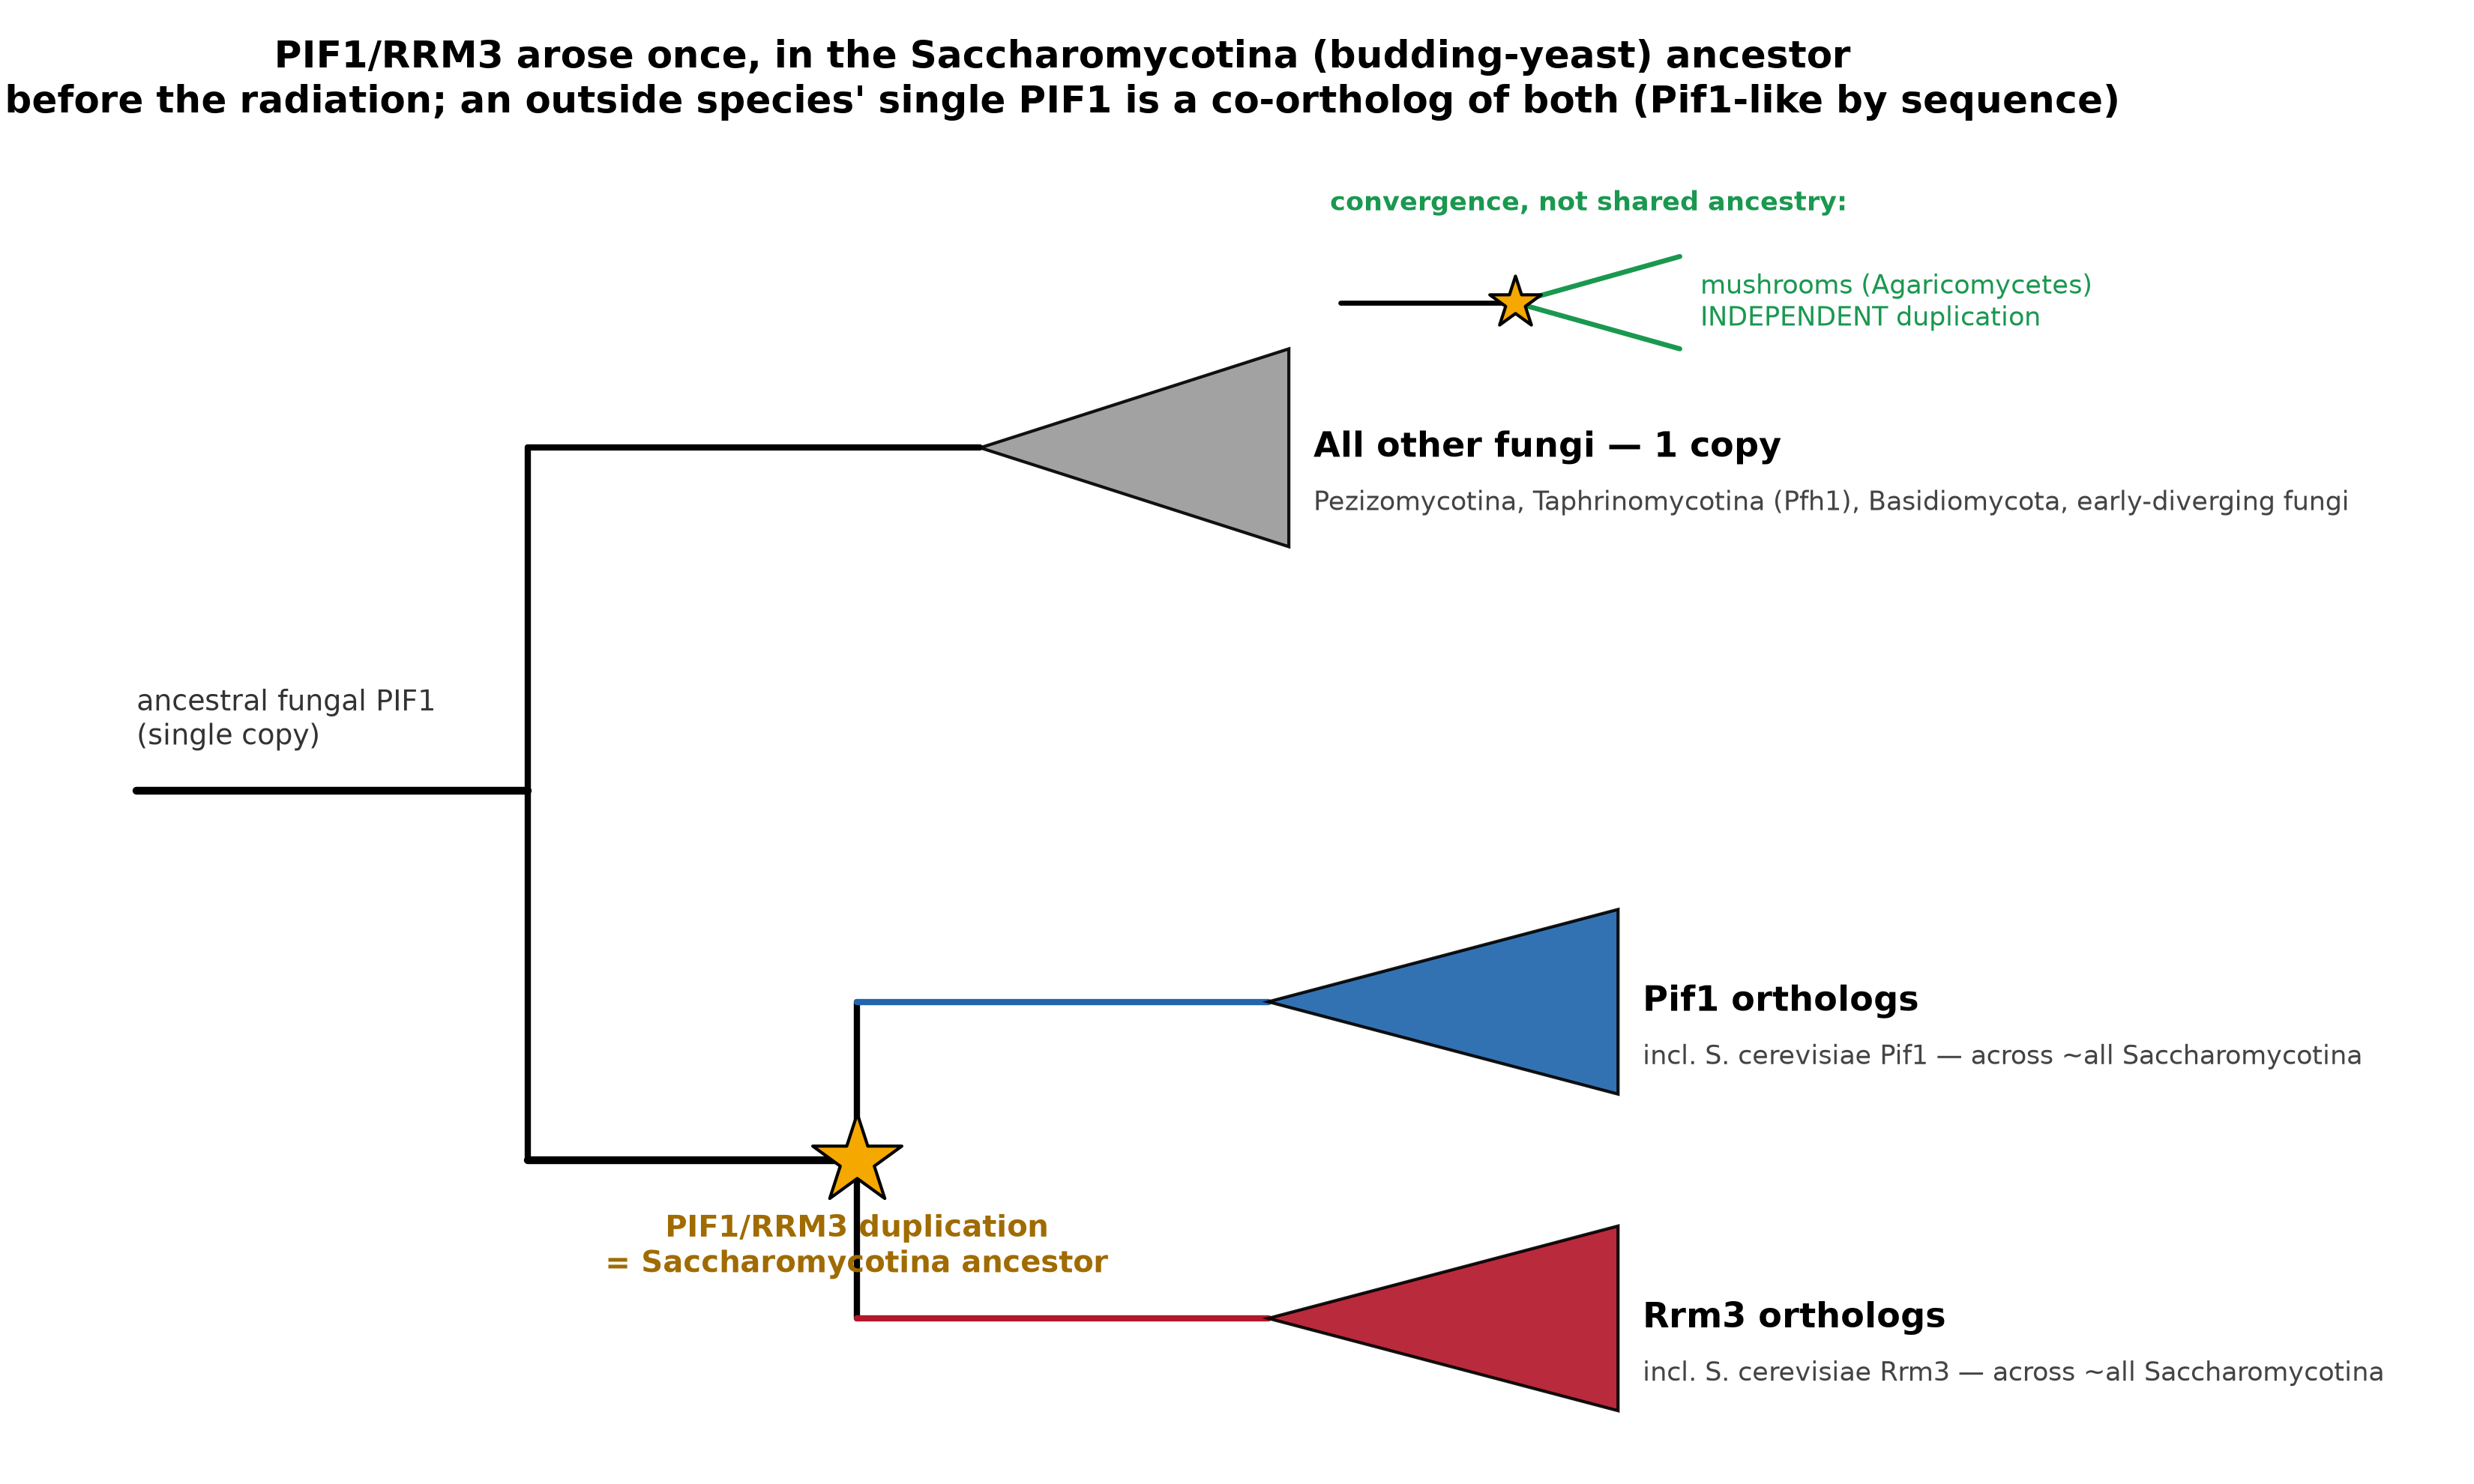 PIF1/RRM3 arose once, in the Saccharomycotina (budding-yeast) ancestor
before the radiation; an outside species' single PIF1 is a co-ortholog of both (Pif1-like by sequence)
convergence, not shared ancestry:
mushrooms (Agaricomycetes)
INDEPENDENT duplication
All other fungi — 1 copy
Pezizomycotina, Taphrinomycotina (Pfh1), Basidiomycota, early-diverging fungi
ancestral fungal PIF1
(single copy)
Pif1 orthologs
incl. S. cerevisiae Pif1 — across ~all Saccharomycotina
PIF1/RRM3 duplication
= Saccharomycotina ancestor
Rrm3 orthologs
incl. S. cerevisiae Rrm3 — across ~all Saccharomycotina